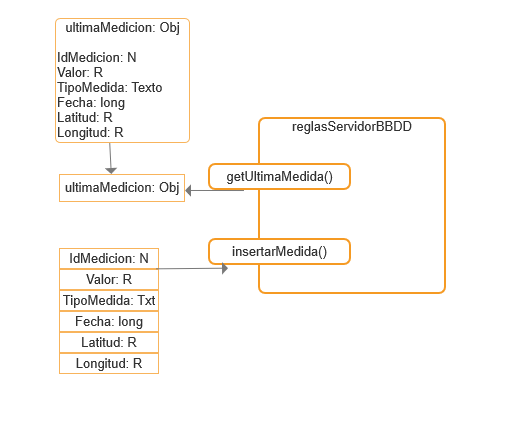 ultimaMedicion: Obj
IdMedicion: N
Valor: R
TipoMedida: Texto
Fecha: long
Latitud: R
Longitud: R
reglasServidorBBDD
getUltimaMedida()
ultimaMedicion: Obj
insertarMedida()
IdMedicion: N
Valor: R
TipoMedida: Txt
Fecha: long
Latitud: R
Longitud: R